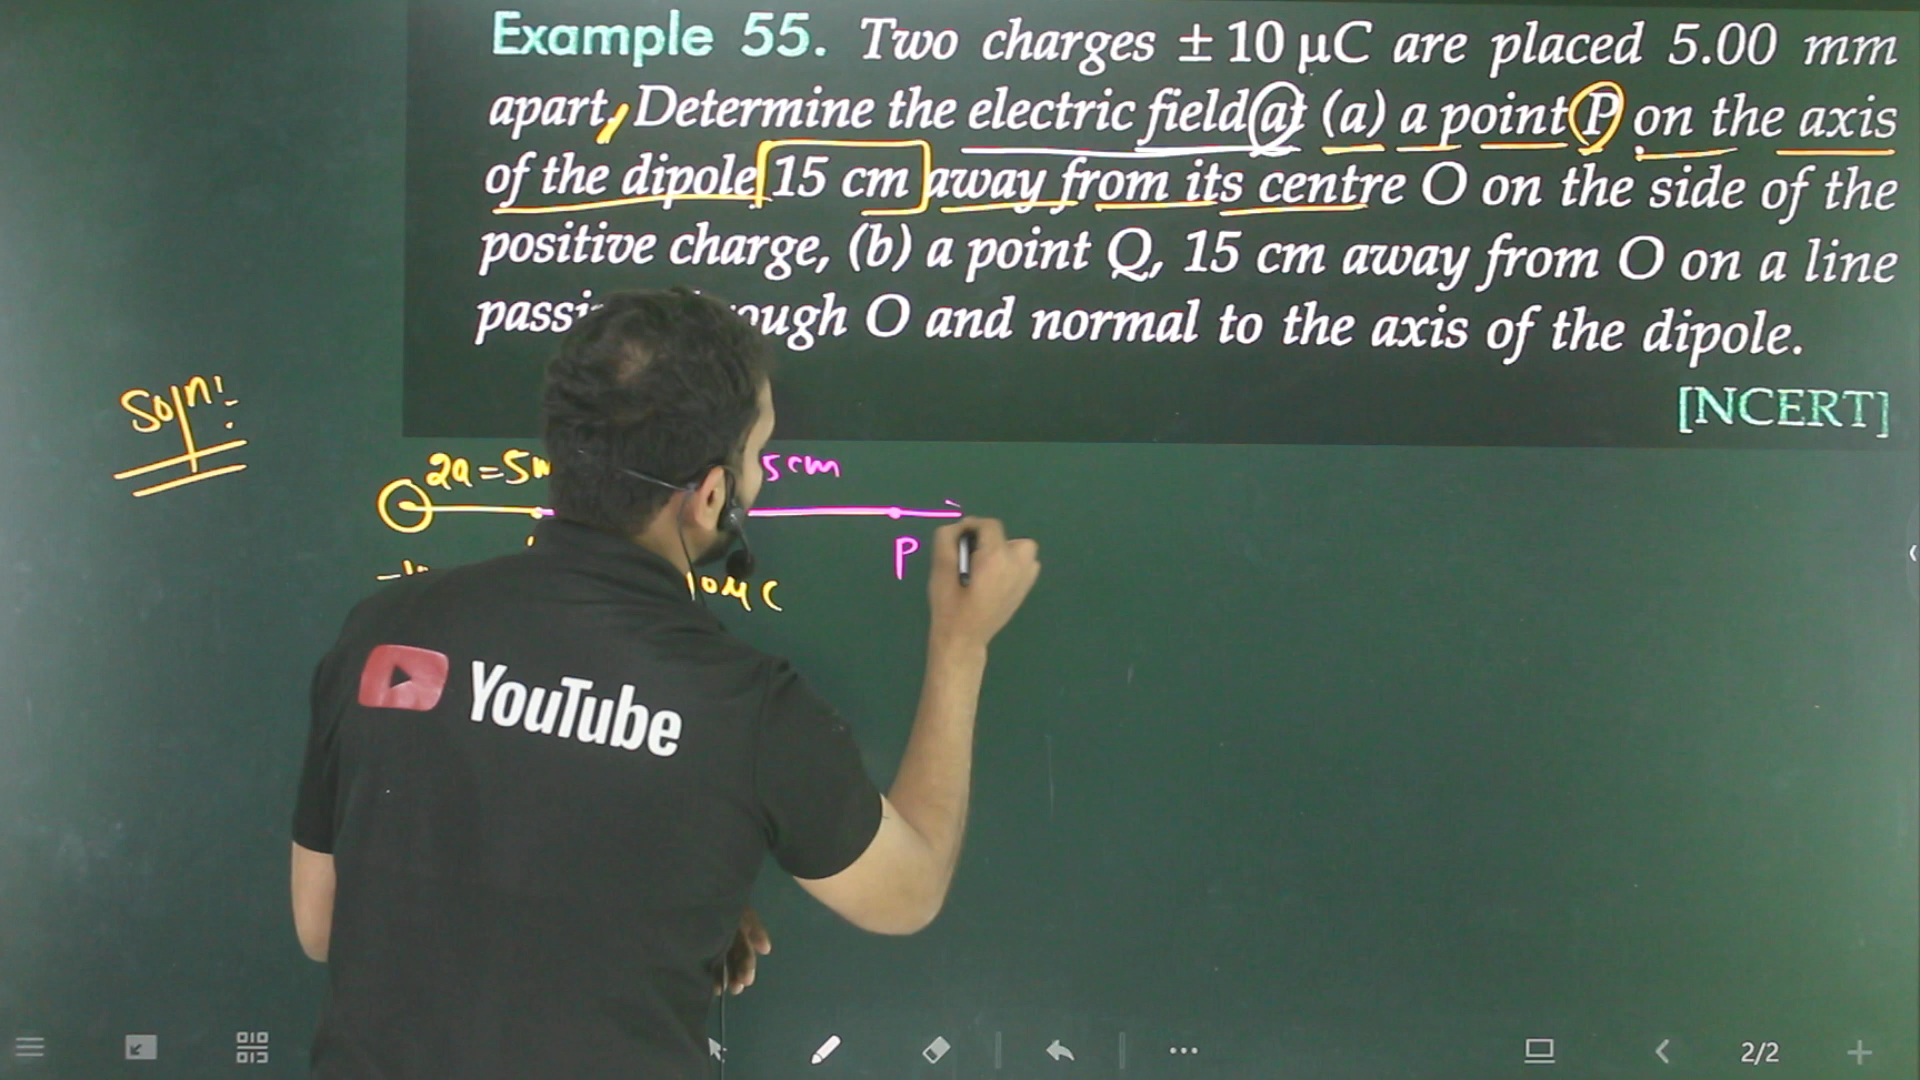 Example 55. Two charges ± 10 μC are placed 5.00 mm
apart. Determine the electric field at (a) a point P on the axis
of the dipole 15 cm away from its centre O on the side of the
positive charge, (b) a point Q, 15 cm away from O on a line
O and normal to the axis of the dipole.
[NCERT]
Soln:
2a=5
5cm
P
10μC
YouTube
2/2